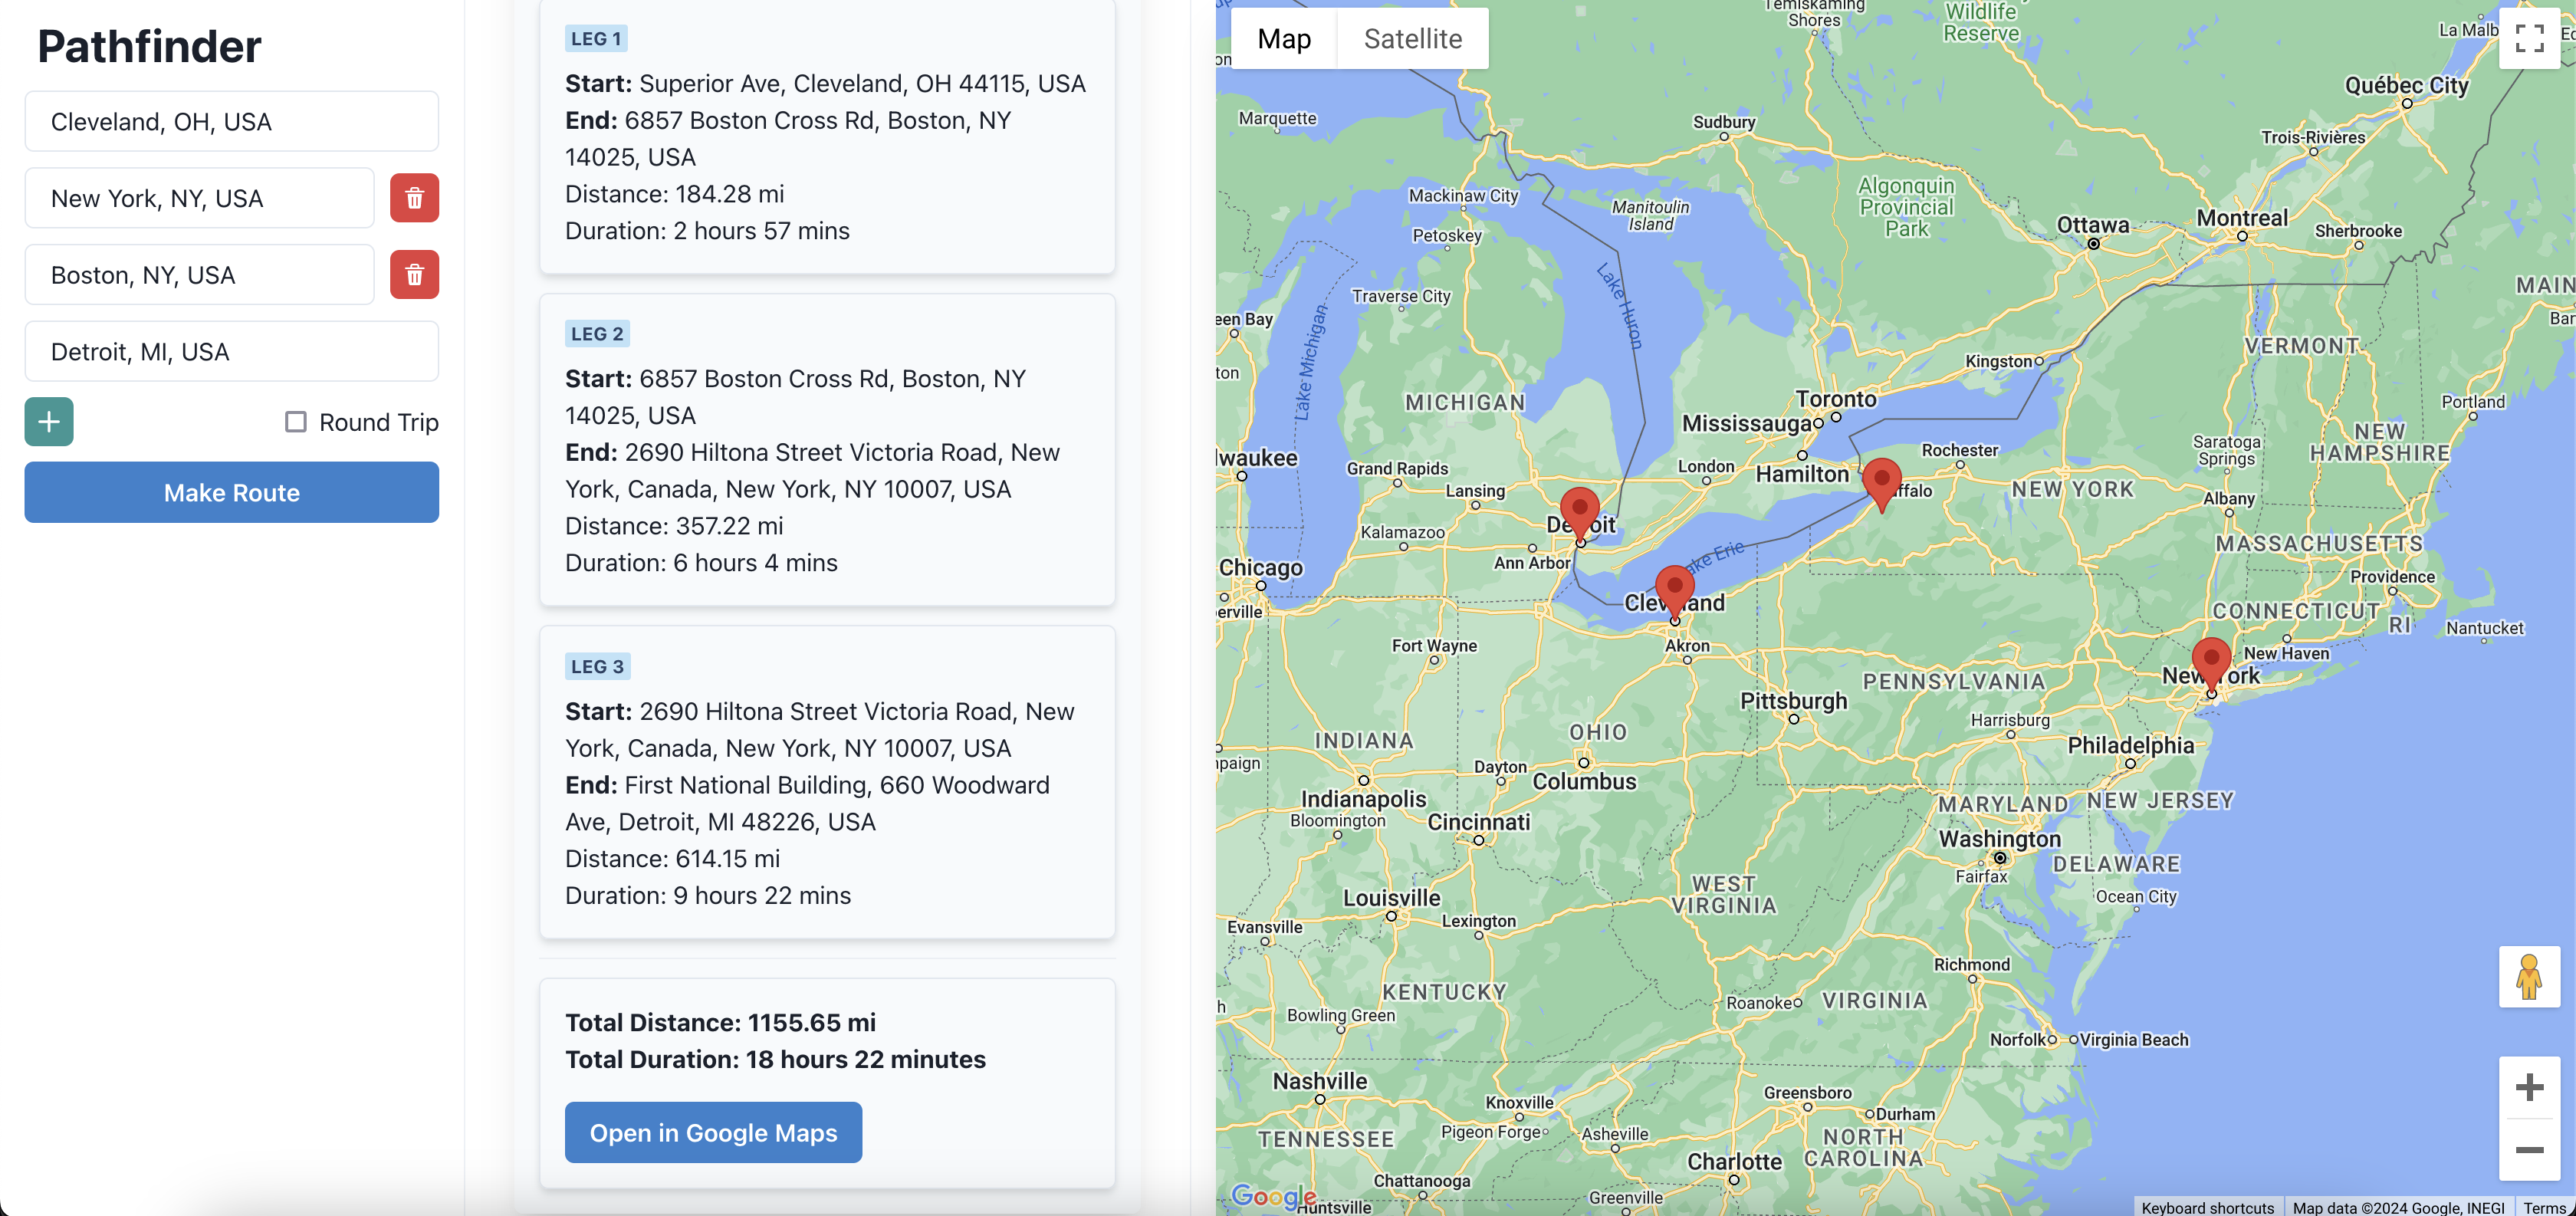 Pathfinder
Cleveland, OH, USA
New York, NY, USA
Boston, NY, USA
Detroit, MI, USA
Round Trip
Make Route
LEG 1
Start: Superior Ave, Cleveland, OH 44115, USA
End: 6857 Boston Cross Rd, Boston, NY
14025, USA
Distance: 184.28 mi
Duration: 2 hours 57 mins
LEG 2
Start: 6857 Boston Cross Rd, Boston, NY
14025, USA
End: 2690 Hiltona Street Victoria Road, New
York, Canada, New York, NY 10007, USA
Distance: 357.22 mi
Duration: 6 hours 4 mins
LEG 3
Start: 2690 Hiltona Street Victoria Road, New
York, Canada, New York, NY 10007, USA
End: First National Building, 660 Woodward
Ave, Detroit, MI 48226, USA
Distance: 614.15 mi
Duration: 9 hours 22 mins
Total Distance: 1155.65 mi
Total Duration: 18 hours 22 minutes
Open in Google Maps
Map
Satellite
Temiskaming
Shores
Wildlife
Reserve
La Malb
Québec City
Marquette
Sudbury
Trois-Rivières
Algonquin
Provincial
Park
Mackinaw City
Manitoulin
Island
Ottawa
Montreal
Sherbrooke
Petoskey
Lake Huron
MAIN
Traverse City
een Bay
Bar
Lake Michigan
VERMONT
Kingston
ton
MICHIGAN
Toronto
Portland
Mississauga
NEW
HAMPSHIRE
Saratoga
Springs
Rochester
lwaukee
Grand Rapids
London
Hamilton
Lansing
ffalo
NEW YORK
Albany
De oit
Kalamazoo
MASSACHUSETTS
ake Erie
Ann Arbor
Chicago
Providence
erville
Clev and
CONNECTICUT
RI
Nantucket
Fort Wayne
Akron
New Haven
New ork
PENNSYLVANIA
Pittsburgh
Harrisburg
OHIO
INDIANA
Philadelphia
npaign
Dayton
Columbus
Indianapolis
MARYLAND
NEW JERSEY
Bloomington
Cincinnati
Washington
DELAWARE
Fairfax
WEST
VIRGINIA
Ocean City
Louisville
Lexington
Evansville
Richmond
KENTUCKY
Roanoke
VIRGINIA
h
Bowling Green
Norfolk
Virginia Beach
Nashville
Knoxville
Greensboro
Durham
TENNESSEE
Pigeon Forge
Asheville
NORTH
CAROLINA
Charlotte
Chattanooga
Google
Huntsville
Greenville
Keyboard shortcuts
Map data ©2024 Google, INEGI
Terms